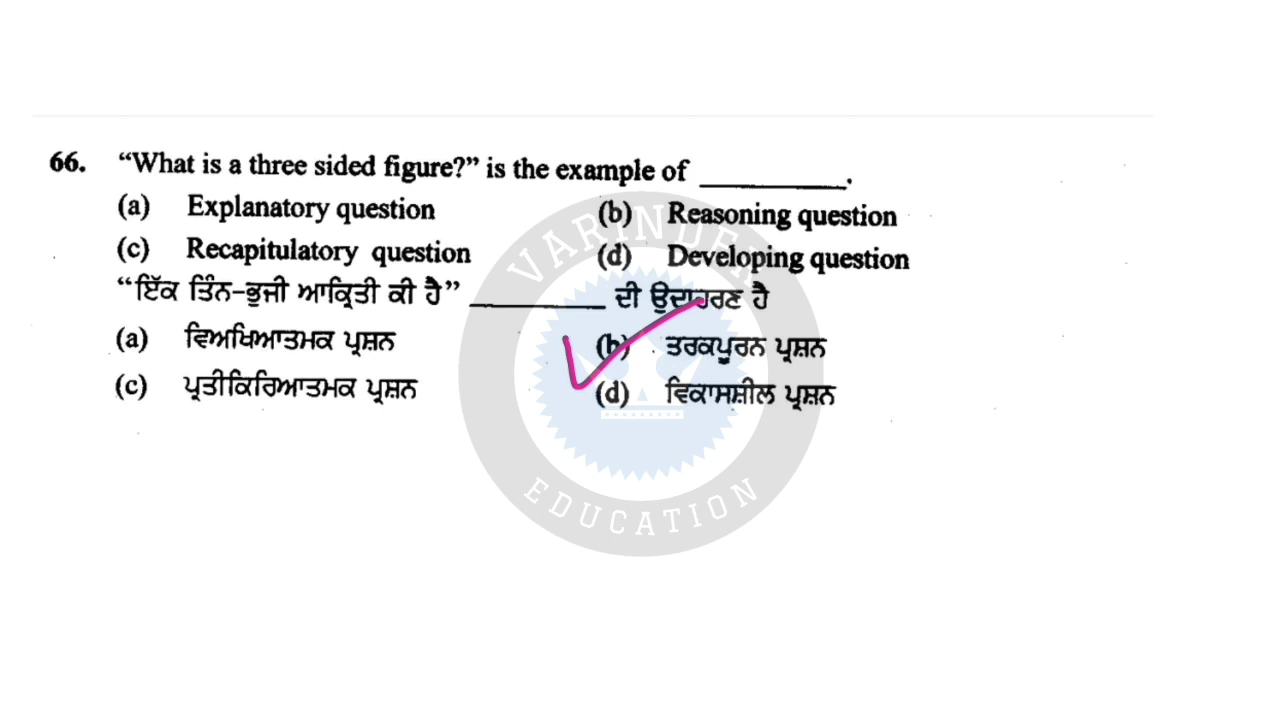 66. “What is a three sided figure?” is the example of __________.
(a) Explanatory question (b) Reasoning question
(c) Recapitulatory question (d) Developing question
“ਇੱਕ ਤਿੰਨ-ਭੁਜੀ ਆਕ੍ਰਿਤੀ ਕੀ ਹੈ” __________ ਦੀ ਉਦਾਹਰਣ ਹੈ
(a) ਵਿਅਖਿਆਤਮਕ ਪ੍ਰਸ਼ਨ (b) ਤਰਕਪੂਰਨ ਪ੍ਰਸ਼ਨ
(c) ਪ੍ਰਤੀਕਿਰਿਆਤਮਕ ਪ੍ਰਸ਼ਨ (d) ਵਿਕਾਸਸ਼ੀਲ ਪ੍ਰਸ਼ਨ
VARINDER
EDUCATION